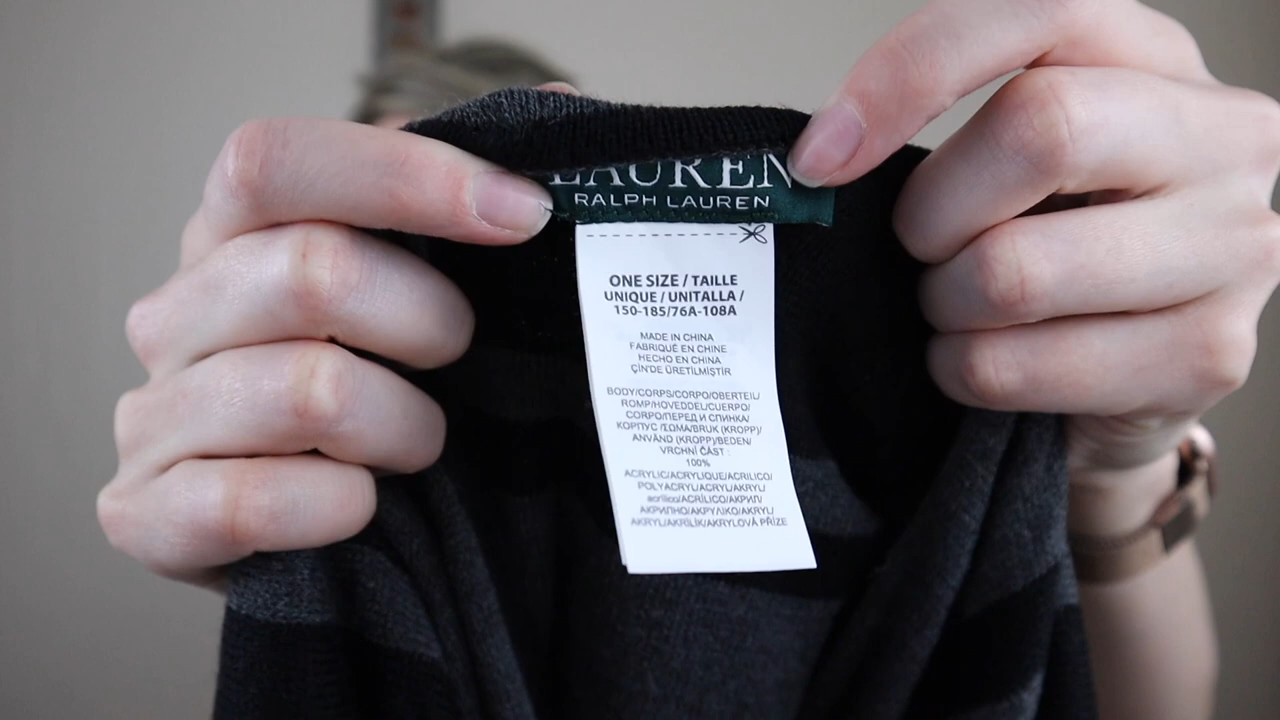 LAUREN
RALPH LAUREN
ONE SIZE / TAILLE
UNIQUE / UNITALLA /
150-185/76A-108A
MADE IN CHINA
FABRIQUÉ EN CHINE
HECHO EN CHINA
ÇİN'DE ÜRETİLMİŞTİR
BODY/CORPS/CORPO/OBERTEIL/
ROMP/HOVEDDEL/CUERPO/
CORPO/ПЕРЕД И СПИНКА/
КОРПУС /ΣΩΜΑ/BRUK (KROPP)/
ANVÄND (KROPP)/BEDEN/
VRCHNÍ ČÁST :
100%
ACRYLIC/ACRYLIQUE/ACRILICO/
POLYACRYL/ACRYL/AKRYL/
acrílico/ACRÍLICO/АКРИЛ/
АКРИЛНО/ΑΚΡΥΛΙΚΟ/AKRYL/
AKRYL/AKRİLİK/AKRYLOVÁ PŘÍZE